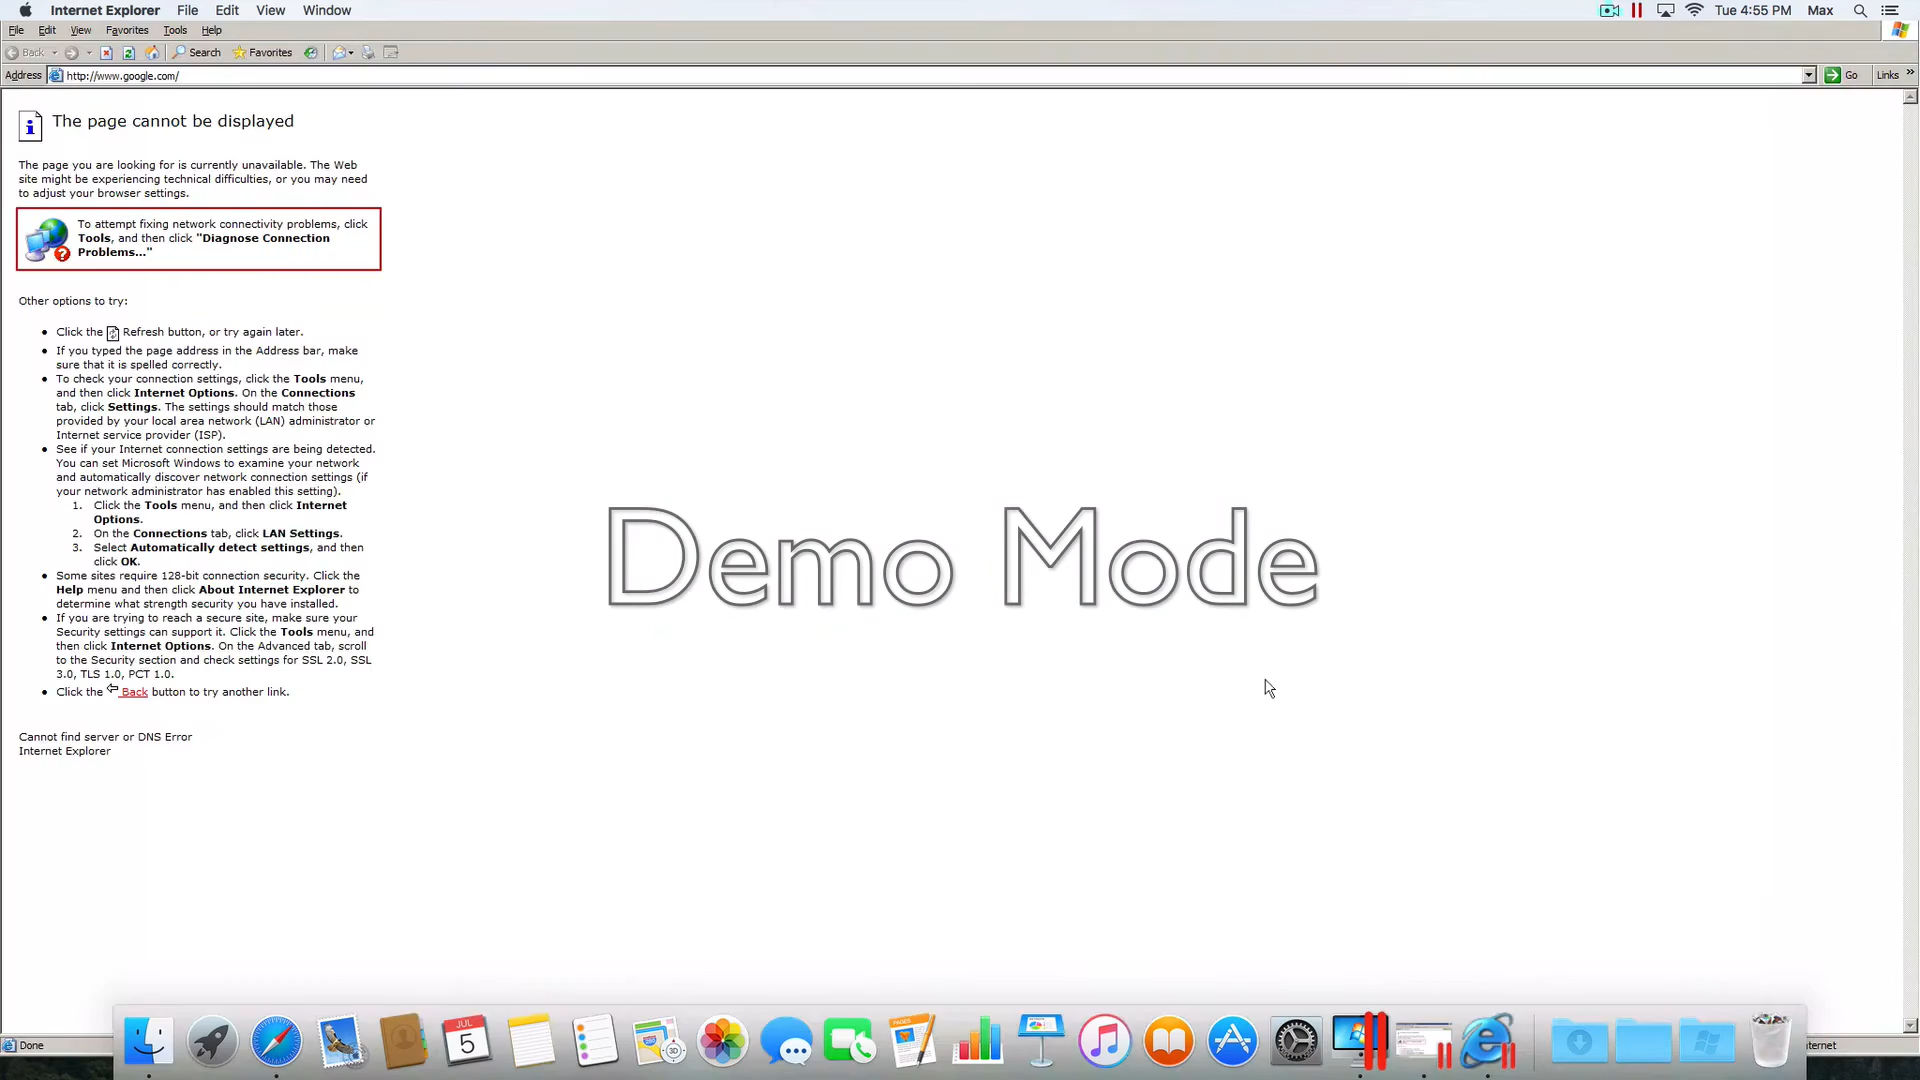 Internet Explorer File Edit View Window Tue 4:55 PM Max
File Edit View Favorites Tools Help
Back Search Favorites
Address http://www.google.com/ Go Links »
The page cannot be displayed
The page you are looking for is currently unavailable. The Web
site might be experiencing technical difficulties, or you may need
to adjust your browser settings.
To attempt fixing network connectivity problems, click
Tools, and then click "Diagnose Connection
Problems..."
Other options to try:
• Click the Refresh button, or try again later.
• If you typed the page address in the Address bar, make
sure that it is spelled correctly.
• To check your connection settings, click the Tools menu,
and then click Internet Options. On the Connections
tab, click Settings. The settings should match those
provided by your local area network (LAN) administrator or
Internet service provider (ISP).
• See if your Internet connection settings are being detected.
You can set Microsoft Windows to examine your network
and automatically discover network connection settings (if
your network administrator has enabled this setting).
1. Click the Tools menu, and then click Internet
Options.
2. On the Connections tab, click LAN Settings.
3. Select Automatically detect settings, and then
click OK.
• Some sites require 128-bit connection security. Click the
Help menu and then click About Internet Explorer to
determine what strength security you have installed.
• If you are trying to reach a secure site, make sure your
Security settings can support it. Click the Tools menu, and
then click Internet Options. On the Advanced tab, scroll
to the Security section and check settings for SSL 2.0, SSL
3.0, TLS 1.0, PCT 1.0.
• Click the Back button to try another link.
Cannot find server or DNS Error
Internet Explorer
Demo Mode
JUL
5
PAGES
3D
Done
ternet